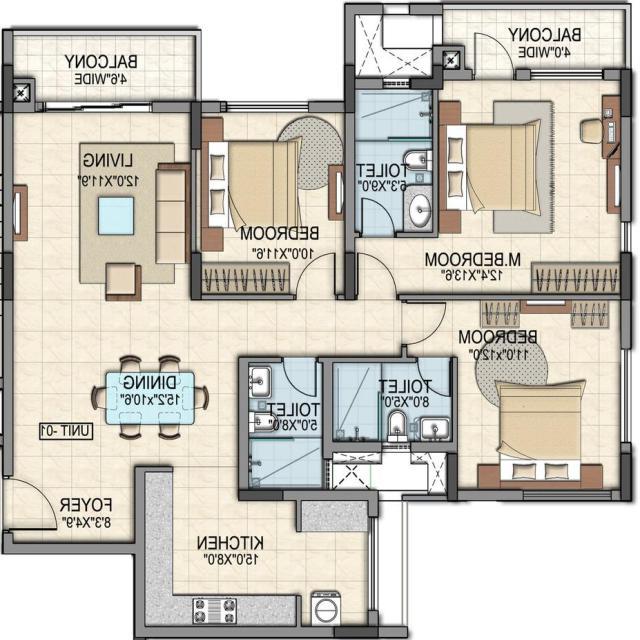 BALCONY
4'6"WIDE
BALCONY
4'0"WIDE
LIVING
12'0"X11'9"
BEDROOM
10'0"X11'6"
TOILET
6'3"X9'0"
M.BEDROOM
12'4"X13'6"
BEDROOM
11'0"x12'0"
DINING
15'2"x10'9"
UNIT -01
TOILET
5'0"X8'0"
TOILET
8'0"X5'0"
FOYER
8'3"X4'9"
KITCHEN
15'0"X8'0"